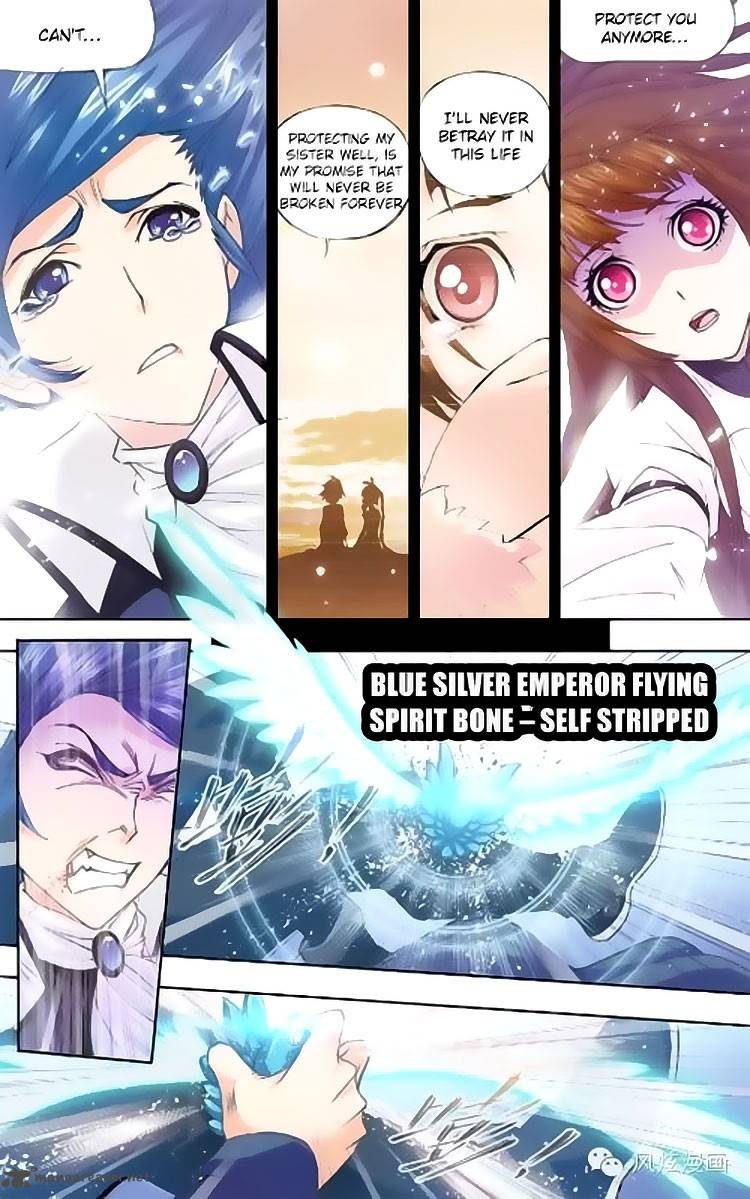 CAN'T...
PROTECT YOU
ANYMORE...
PROTECTING MY
SISTER WELL, IS
MY PROMISE THAT
WILL NEVER BE
BROKEN FOREVER
I'LL NEVER
BETRAY IT IN
THIS LIFE
BLUE SILVER EMPEROR FLYING
SPIRIT BONE - SELF STRIPPED
风炫漫画